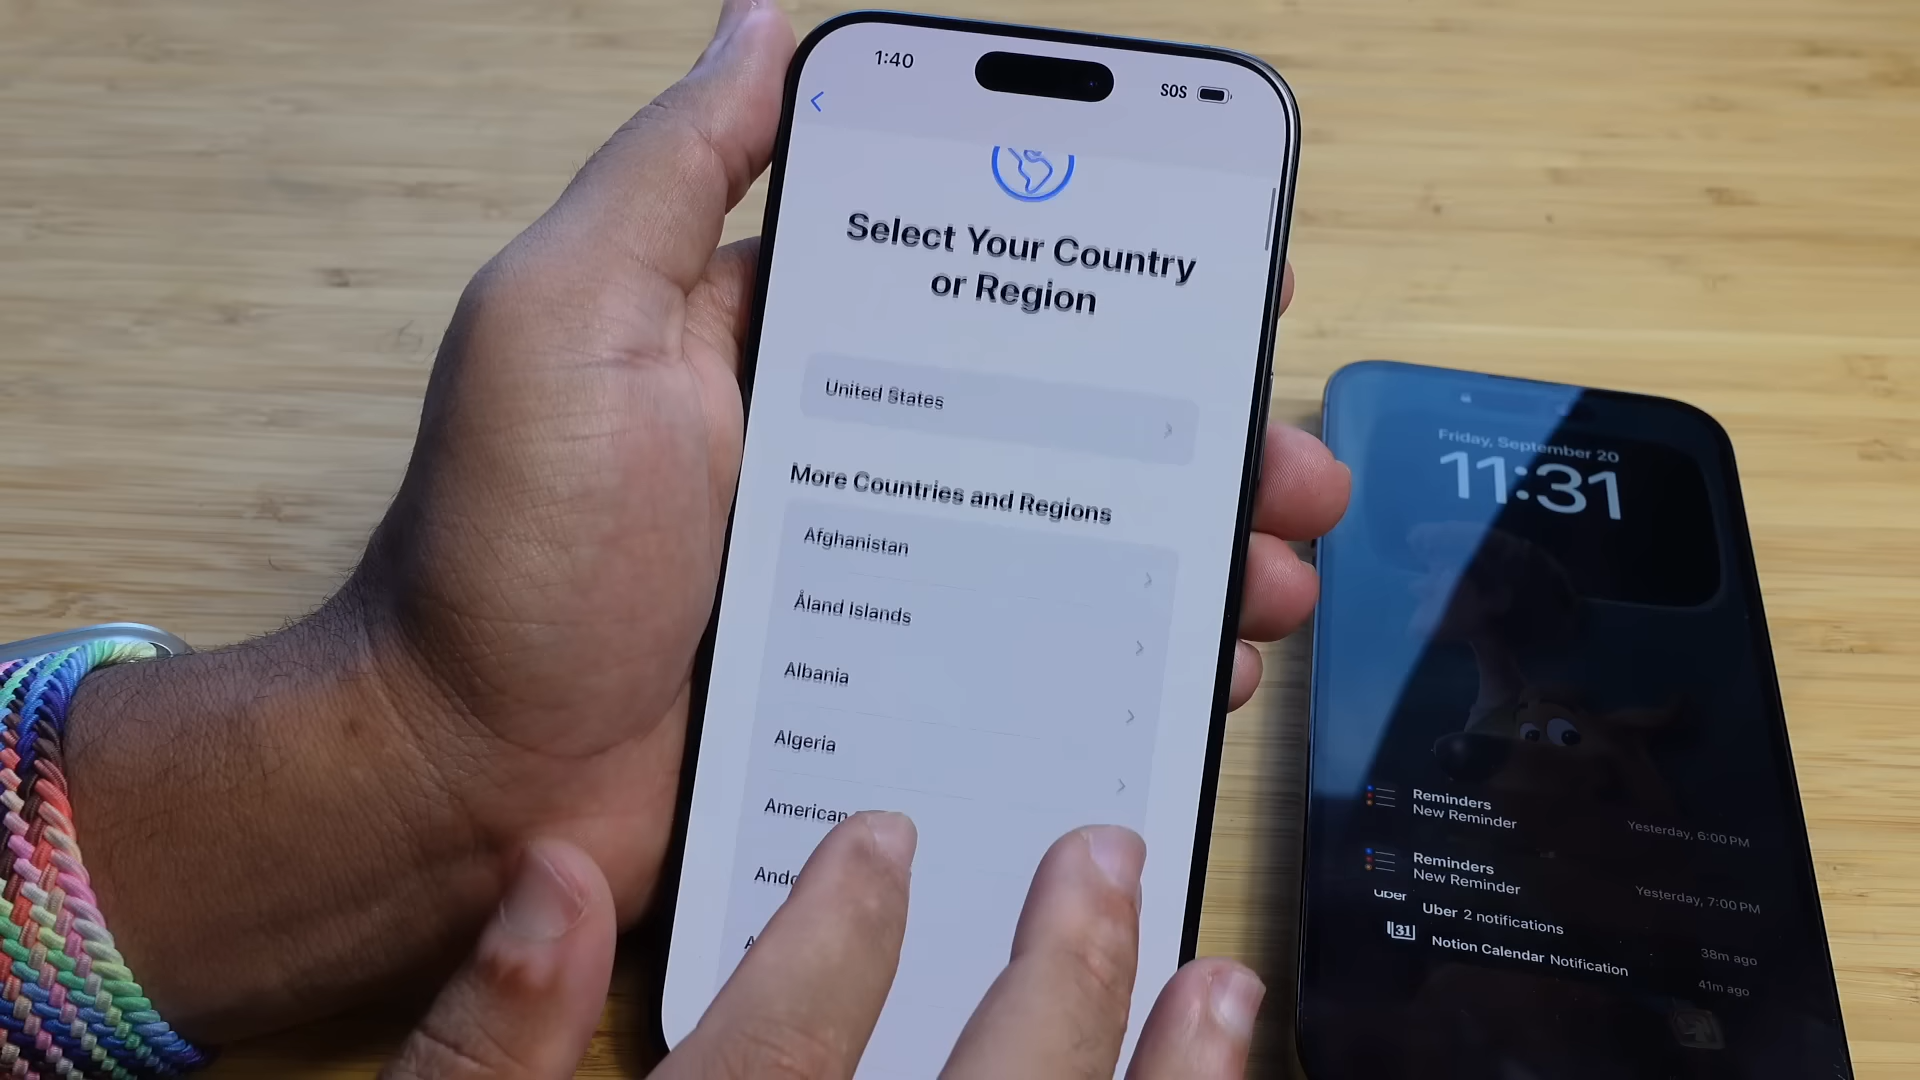 1:40
SOS
Select Your Country
or Region
United States
More Countries and Regions
Afghanistan
Åland Islands
Albania
Algeria
American
Friday, September 20
11:31
Reminders
New Reminder
Yesterday, 6:00 PM
Reminders
New Reminder
Yesterday, 7:00 PM
Uber
Uber 2 notifications
38m ago
31
Notion Calendar Notification
41m ago